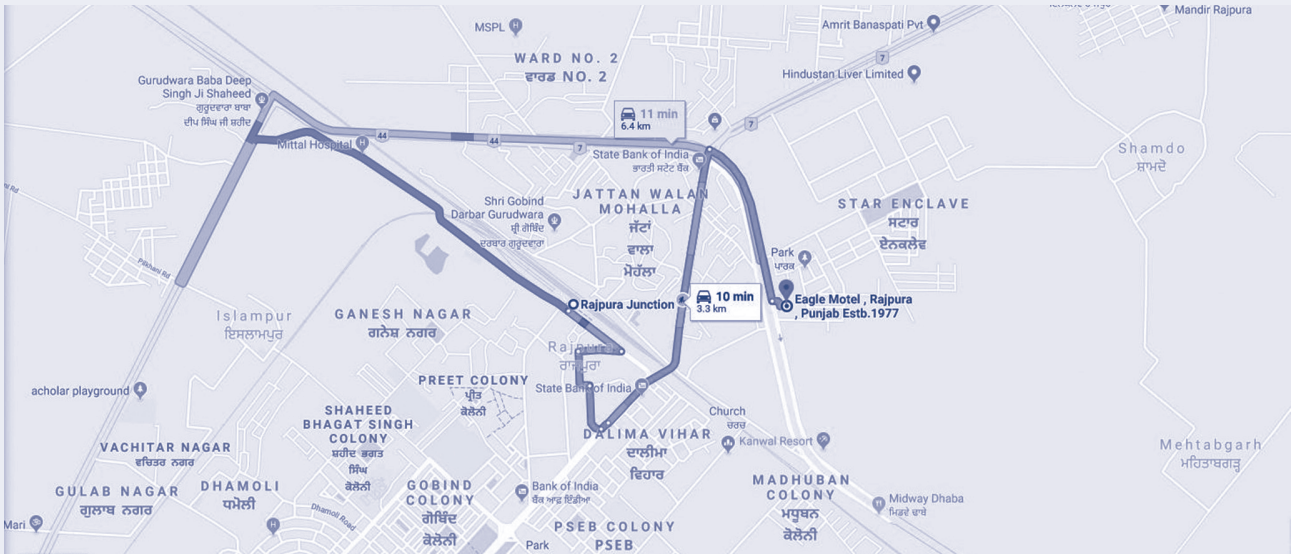 Mandir Rajpura
MSPL
Amrit Banaspati Pvt
WARD NO. 2
ਵਾਰਡ NO. 2
7
Hindustan Liver Limited
Gurudwara Baba Deep
Singh Ji Shaheed
ਗੁਰੂਦਵਾਰਾ ਬਾਬਾ
ਦੀਪ ਸਿੰਘ ਜੀ ਸ਼ਹੀਦ
11 min
6.4 km
7
44
44
7
Mittal Hospital
State Bank of India
ਭਾਰਤੀ ਸਟੇਟ ਬੈਂਕ
Shamdo
ਸ਼ਾਮਦੋ
JATTAN WALAN
MOHALLA
ਜੱਟਾਂ
ਵਾਲਾ
ਮੋਹੱਲਾ
Shri Gobind
Darbar Gurudwara
ਸ਼੍ਰੀ ਗੋਬਿੰਦ
ਦਰਬਾਰ ਗੁਰੂਦਵਾਰਾ
STAR ENCLAVE
ਸਟਾਰ
ਏਨਕਲੇਵ
Park
ਪਾਰਕ
Pilkhani Rd
Rajpura Junction
10 min
3.3 km
Eagle Motel , Rajpura
, Punjab Estb.1977
Islampur
ਇਸਲਾਮਪੁਰ
GANESH NAGAR
ਗਨੇਸ਼ ਨਗਰ
Rajpura
ਰਾਜਪੁਰਾ
acholar playground
PREET COLONY
ਪ੍ਰੀਤ
ਕੋਲੋਨੀ
State Bank of India
SHAHEED
BHAGAT SINGH
COLONY
ਸ਼ਹੀਦ ਭਗਤ
ਸਿੰਘ
ਕੋਲੋਨੀ
Church
ਚਰਚ
DALIMA VIHAR
ਦਾਲੀਮਾ
ਵਿਹਾਰ
Kanwal Resort
Mehtabgarh
ਮਹਿਤਾਬਗੜ੍ਹ
VACHITAR NAGAR
ਵਚਿਤਰ ਨਗਰ
GULAB NAGAR
ਗੁਲਾਬ ਨਗਰ
DHAMOLI
ਧਮੋਲੀ
GOBIND
COLONY
ਗੋਬਿੰਦ
ਕੋਲੋਨੀ
Bank of India
ਬੈਂਕ ਆਫ਼ ਇੰਡੀਆ
MADHUBAN
COLONY
ਮਧੂਬਨ
ਕੋਲੋਨੀ
Midway Dhaba
ਮਿਡਵੇ ਢਾਬੇ
Dhamoli Road
Mari
PSEB COLONY
PSEB
Park